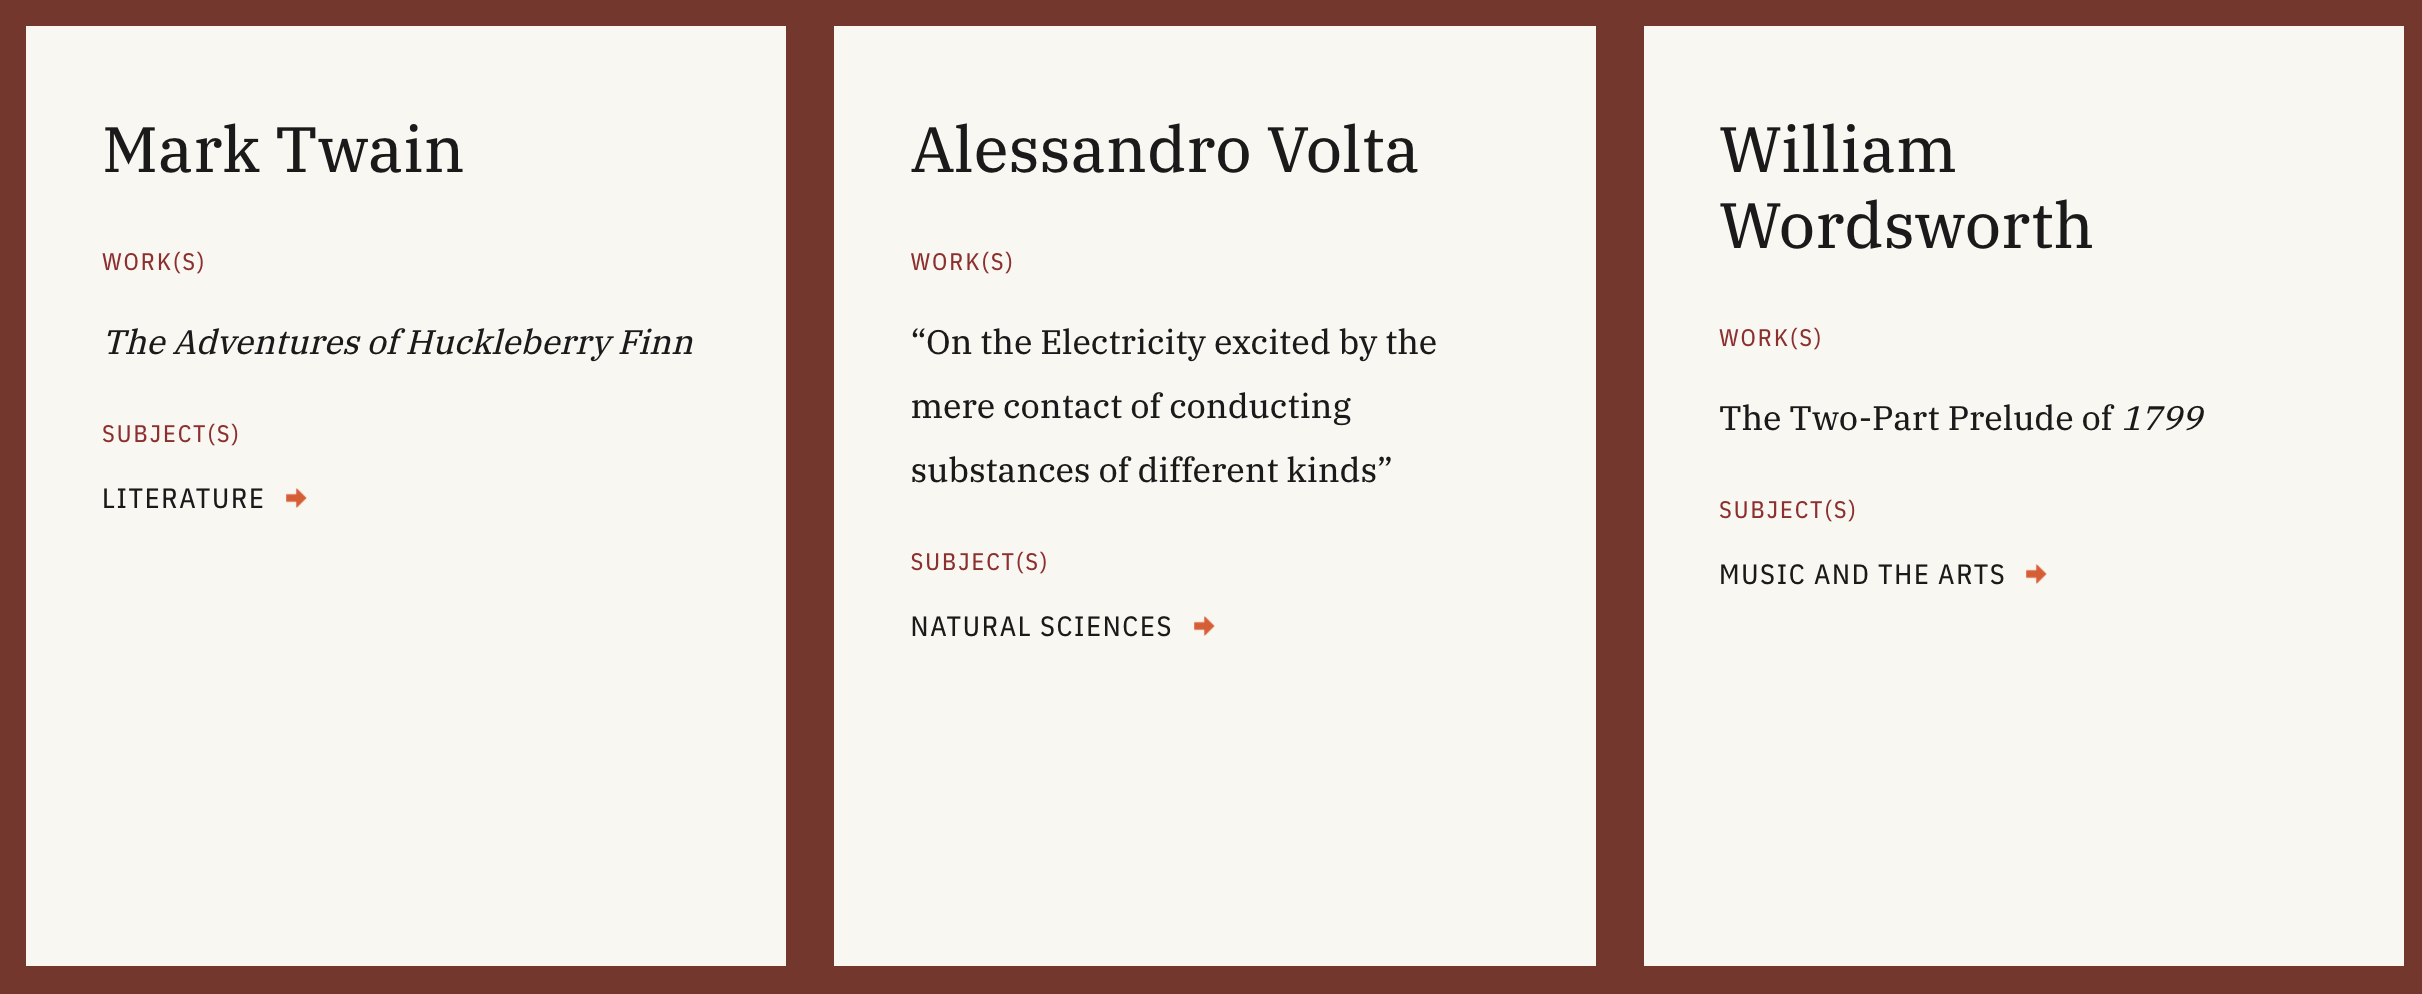 Mark Twain
WORK(S)
The Adventures of Huckleberry Finn
SUBJECT(S)
LITERATURE
Alessandro Volta
WORK(S)
“On the Electricity excited by the
mere contact of conducting
substances of different kinds”
SUBJECT(S)
NATURAL SCIENCES
William
Wordsworth
WORK(S)
The Two-Part Prelude of 1799
SUBJECT(S)
MUSIC AND THE ARTS